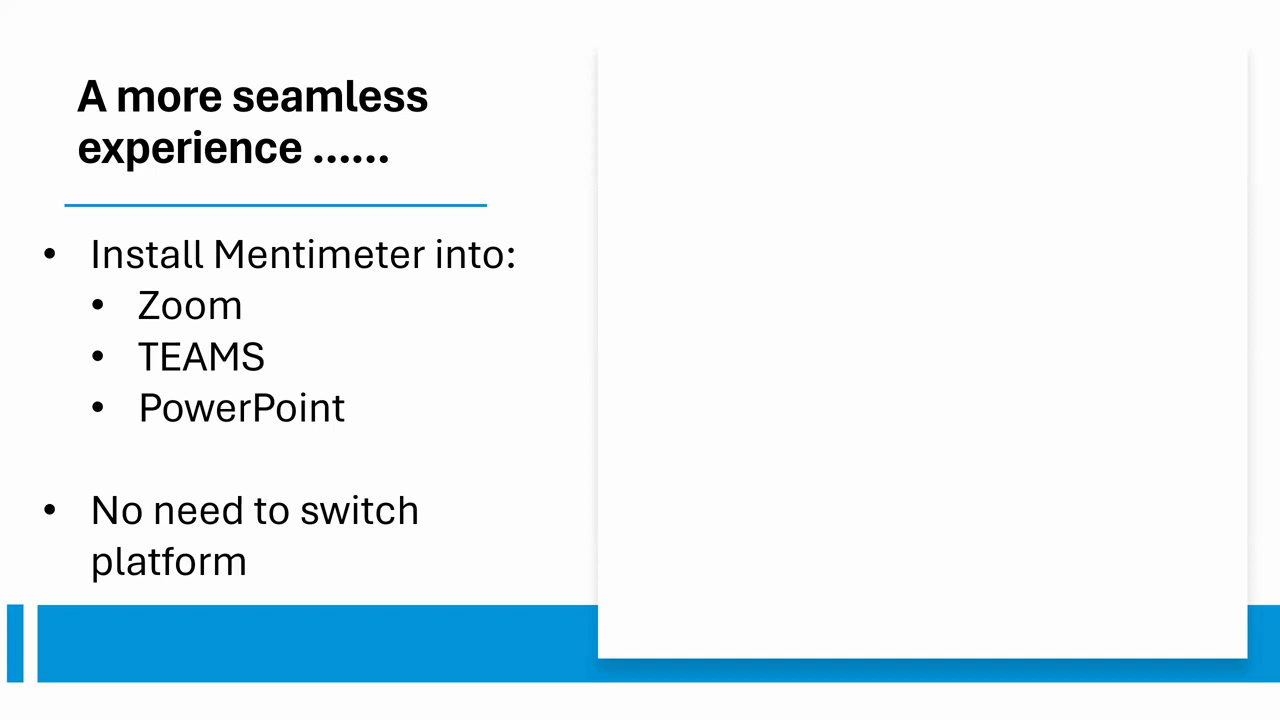 A more seamless
experience ......
• Install Mentimeter into:
• Zoom
• TEAMS
• PowerPoint
• No need to switch
platform